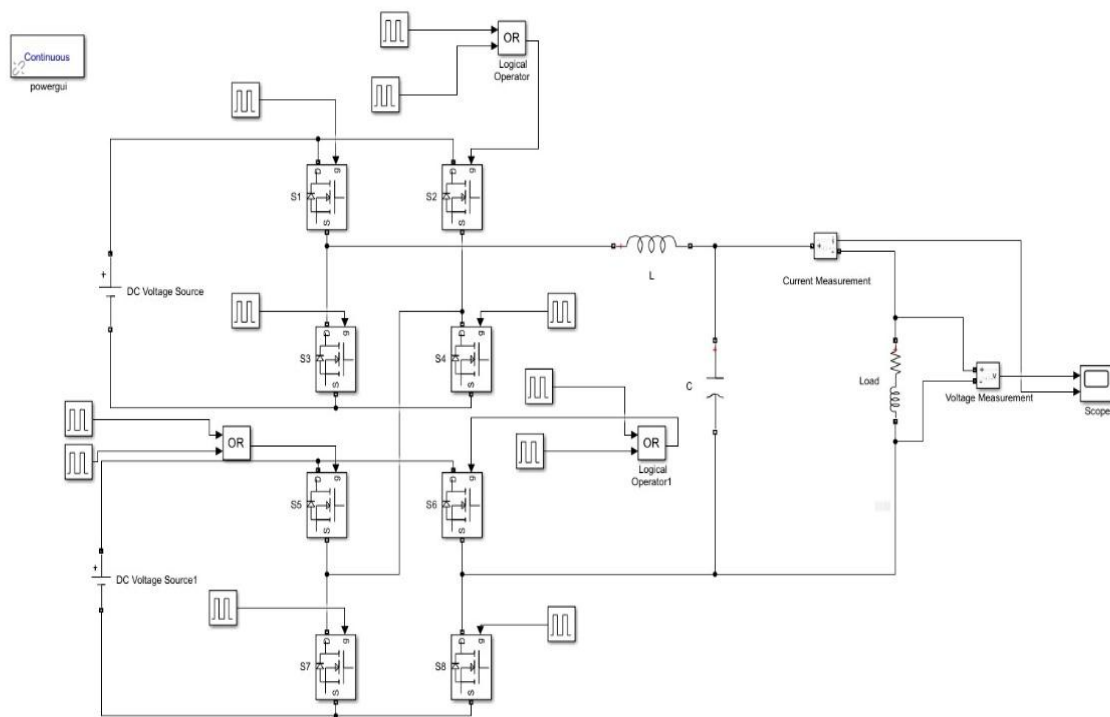 Continuous
powergui
OR
Logical
Operator
g
D
S1
S
g
D
S2
S
DC Voltage Source
+
g
D
S3
S
g
D
S4
S
L
+
Current Measurement
+
i
-
C
+
Load
+
Voltage Measurement
+
-
v
Scope
OR
g
D
S5
S
g
D
S6
S
OR
Logical
Operator1
DC Voltage Source1
+
g
D
S7
S
g
D
S8
S